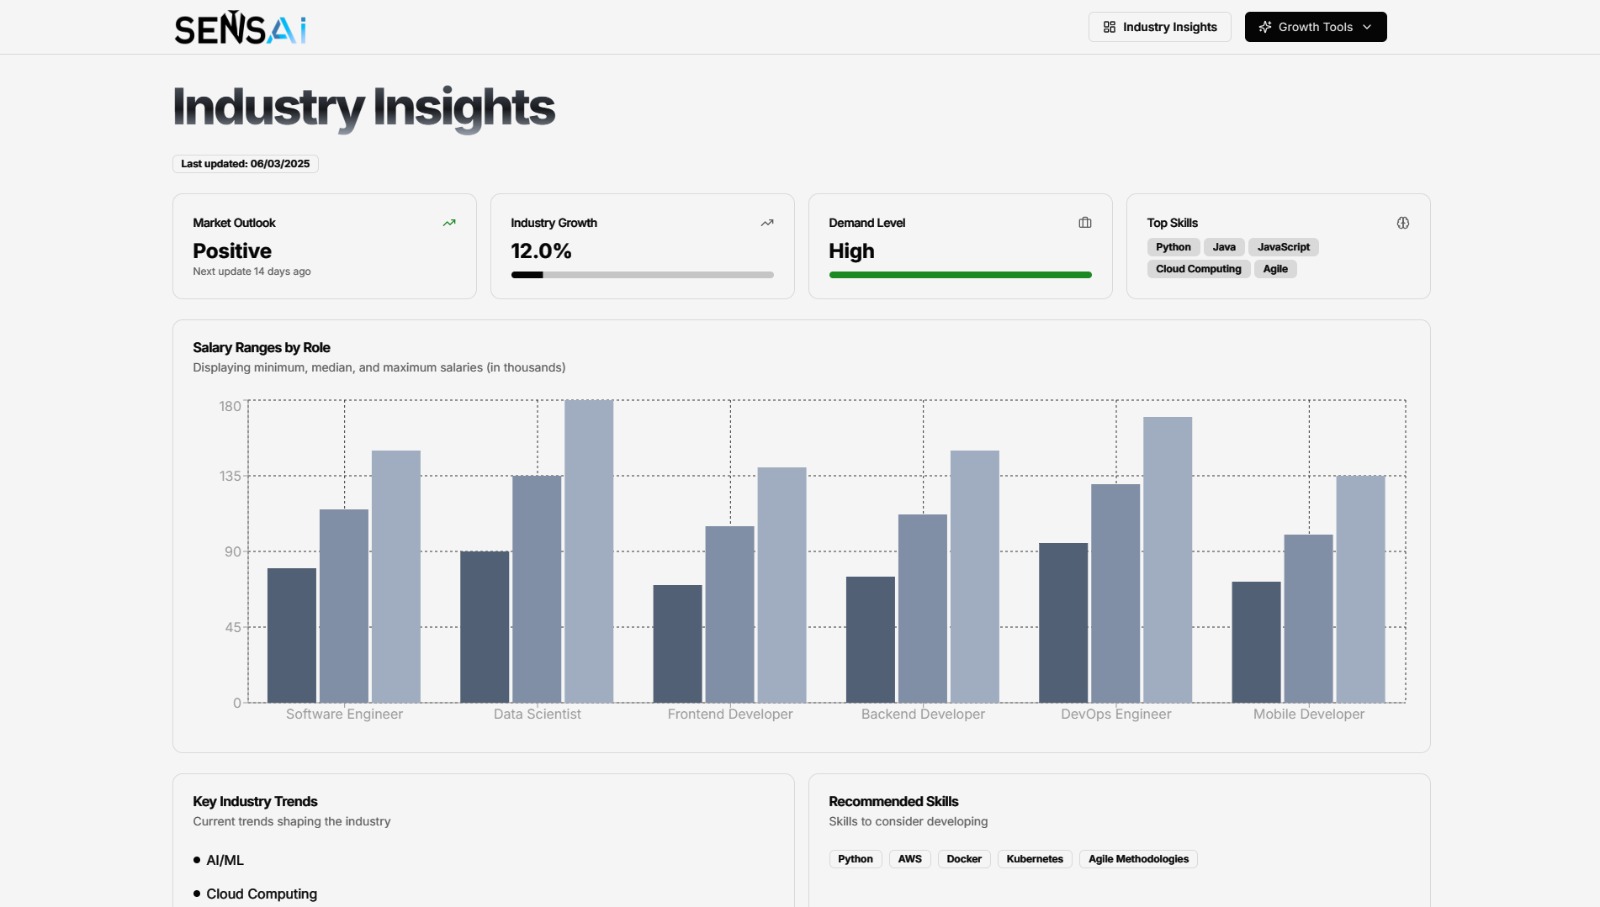 SENSAi
Industry Insights
Growth Tools
Industry Insights
Last updated: 06/03/2025
Market Outlook
Positive
Next update 14 days ago
Industry Growth
12.0%
Demand Level
High
Top Skills
Python Java JavaScript
Cloud Computing Agile
Salary Ranges by Role
Displaying minimum, median, and maximum salaries (in thousands)
180
135
90
45
0
Software Engineer Data Scientist Frontend Developer Backend Developer DevOps Engineer Mobile Developer
Key Industry Trends
Current trends shaping the industry
AI/ML
Cloud Computing
Recommended Skills
Skills to consider developing
Python AWS Docker Kubernetes Agile Methodologies